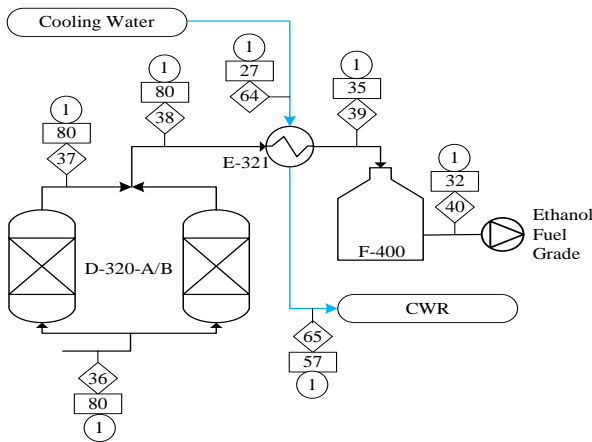 Cooling Water
1
27
64
1
80
38
1
35
39
1
80
37
E-321
1
32
40
F-400
Ethanol
Fuel
Grade
D-320-A/B
CWR
65
57
1
36
80
1